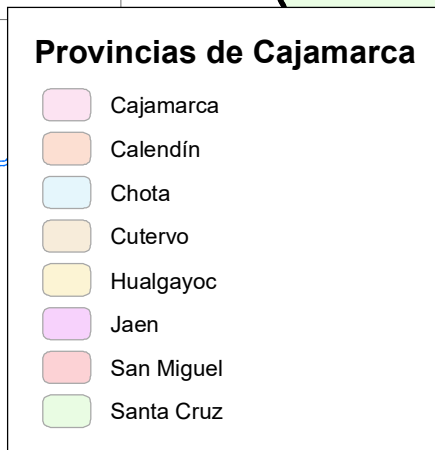 Provincias de Cajamarca
Cajamarca
Calendín
Chota
Cutervo
Hualgayoc
Jaen
San Miguel
Santa Cruz